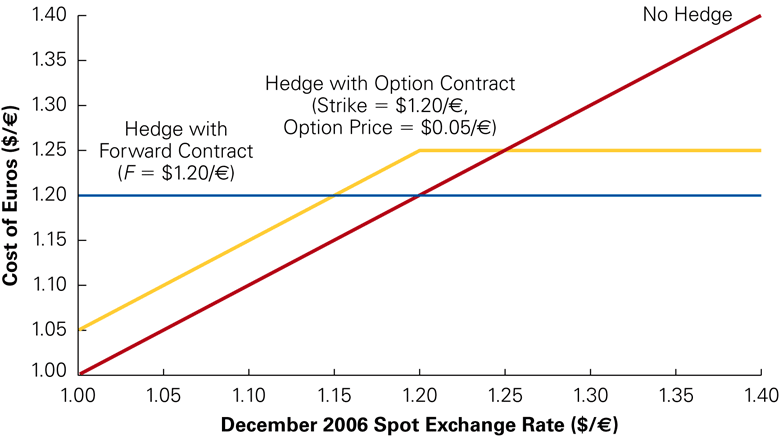 1.40
1.35
1.30
1.25
1.20
1.15
1.10
1.05
1.00
Cost of Euros ($/€)
No Hedge
Hedge with Option Contract
(Strike = $1.20/€,
Option Price = $0.05/€)
Hedge with
Forward Contract
(F = $1.20/€)
1.00 1.05 1.10 1.15 1.20 1.25 1.30 1.35 1.40
December 2006 Spot Exchange Rate ($/€)